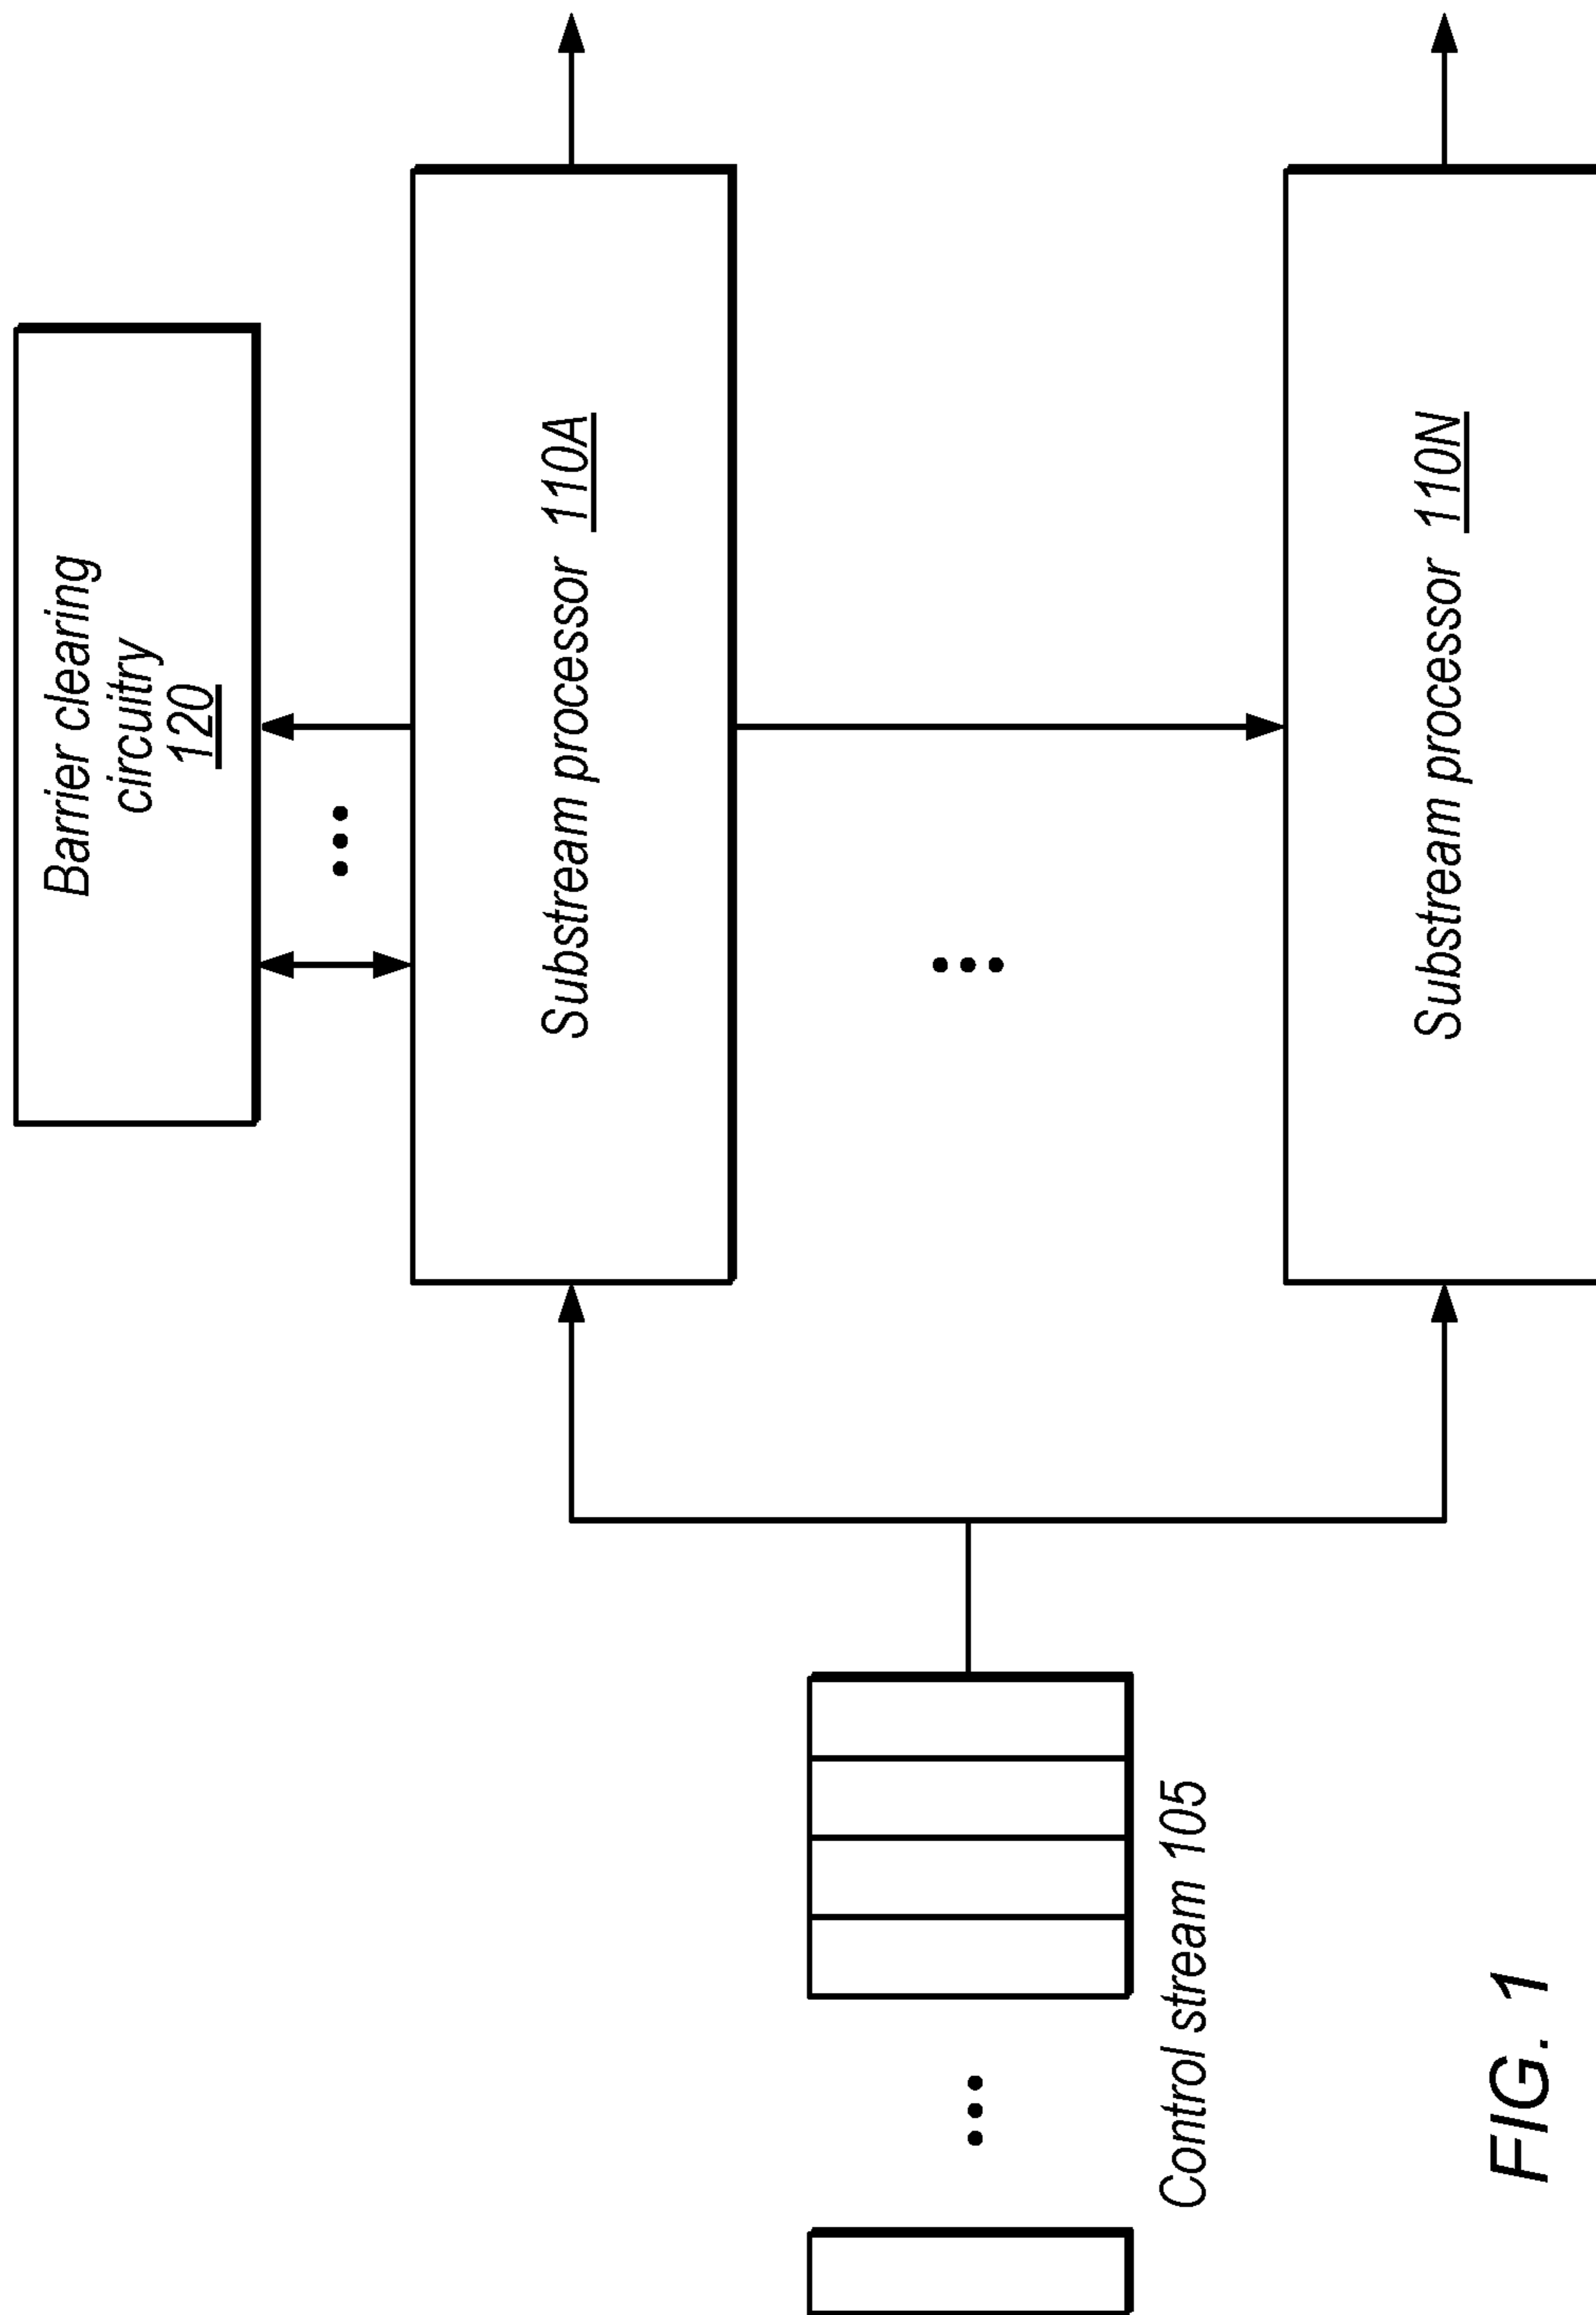 Barrier clearing
circuitry
120
Substream processor 110A
Substream processor 110N
Control stream 105
FIG. 1